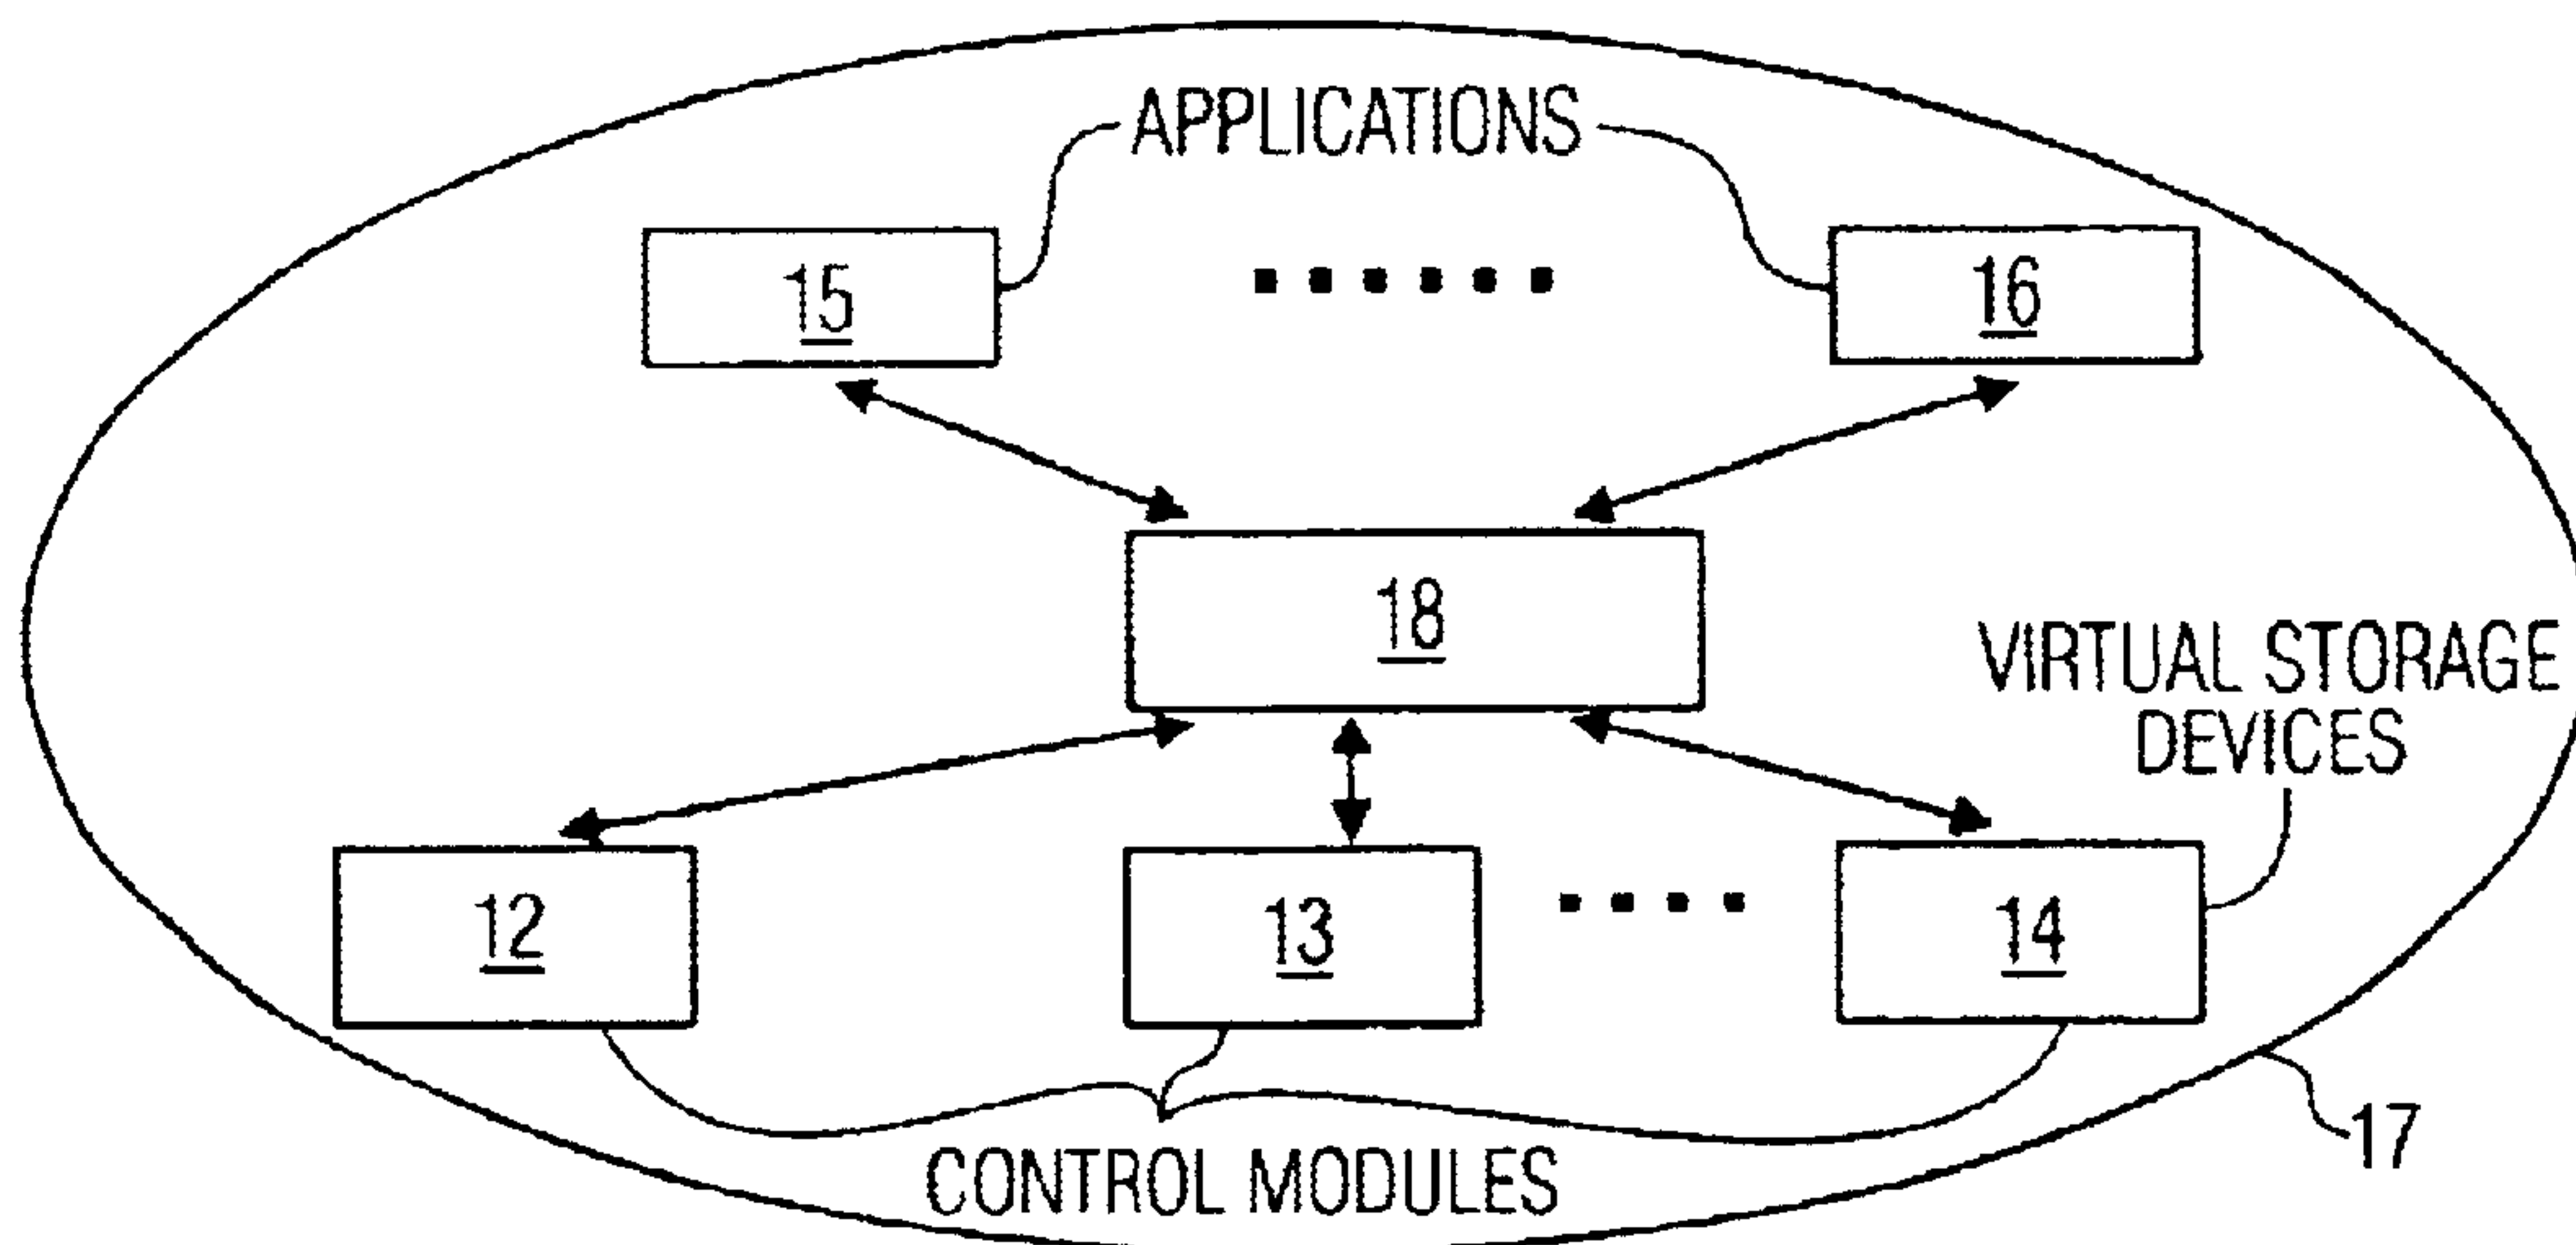 APPLICATIONS
15
16
18
VIRTUAL STORAGE
DEVICES
12
13
14
17
CONTROL MODULES